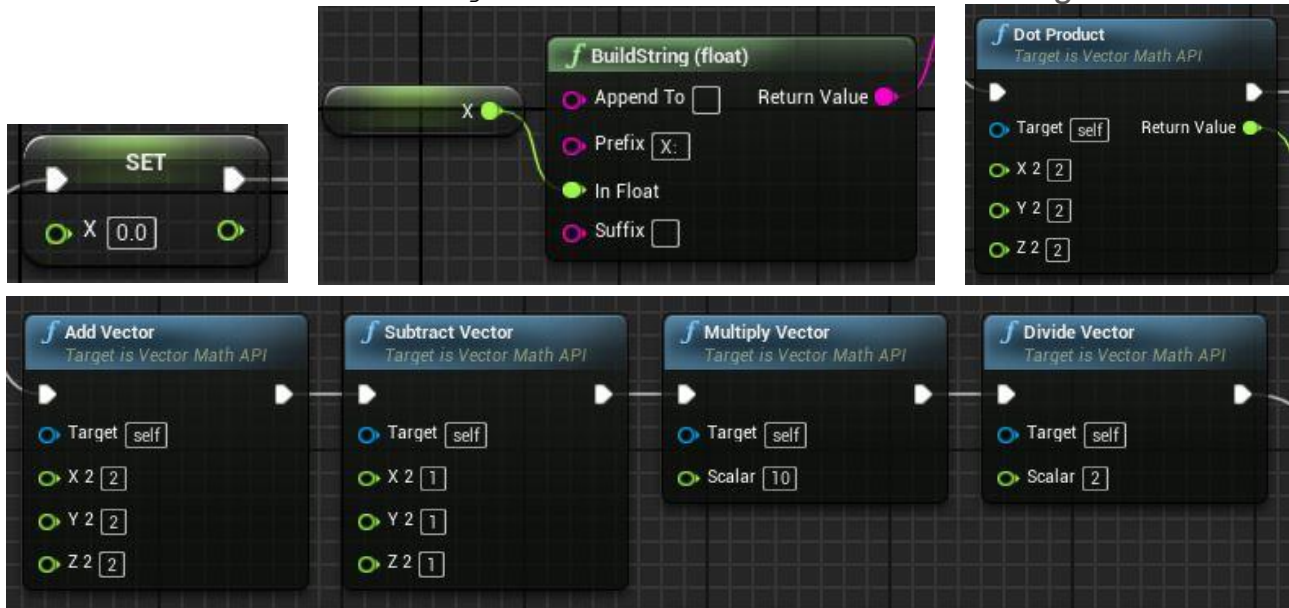 SET
X 0.0
X
BuildString (float)
Append To Return Value
Prefix X:
In Float
Suffix
Dot Product
Target is Vector Math API
Target self Return Value
X 2 2
Y 2 2
Z 2 2
Add Vector
Target is Vector Math API
Target self
X 2 2
Y 2 2
Z 2 2
Subtract Vector
Target is Vector Math API
Target self
X 2 1
Y 2 1
Z 2 1
Multiply Vector
Target is Vector Math API
Target self
Scalar 10
Divide Vector
Target is Vector Math API
Target self
Scalar 2